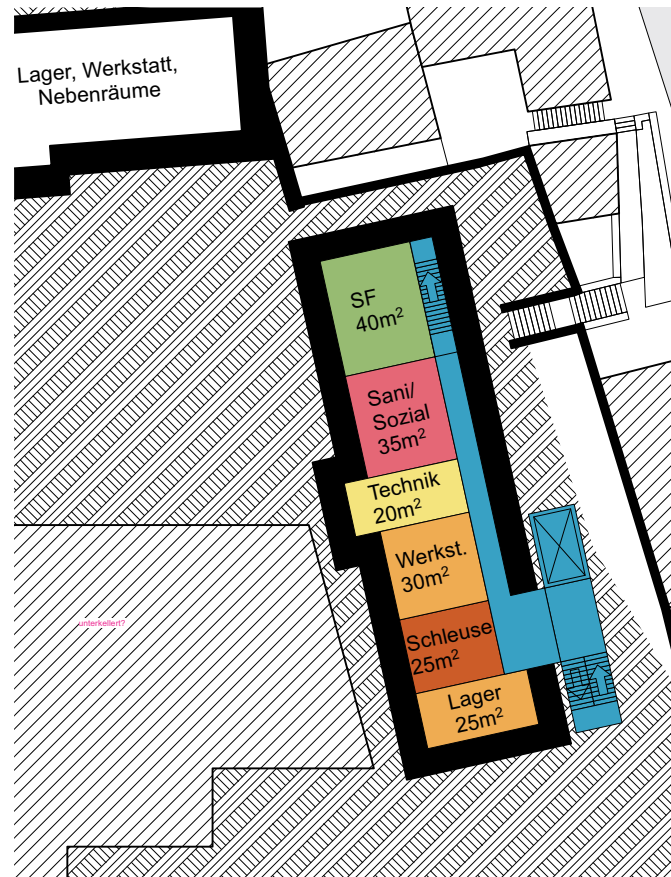 Lager, Werkstatt,
Nebenräume
SF
40m²
Sani/
Sozial
35m²
Technik
20m²
Werkst.
30m²
unterkellert?
Schleuse
25m²
Lager
25m²